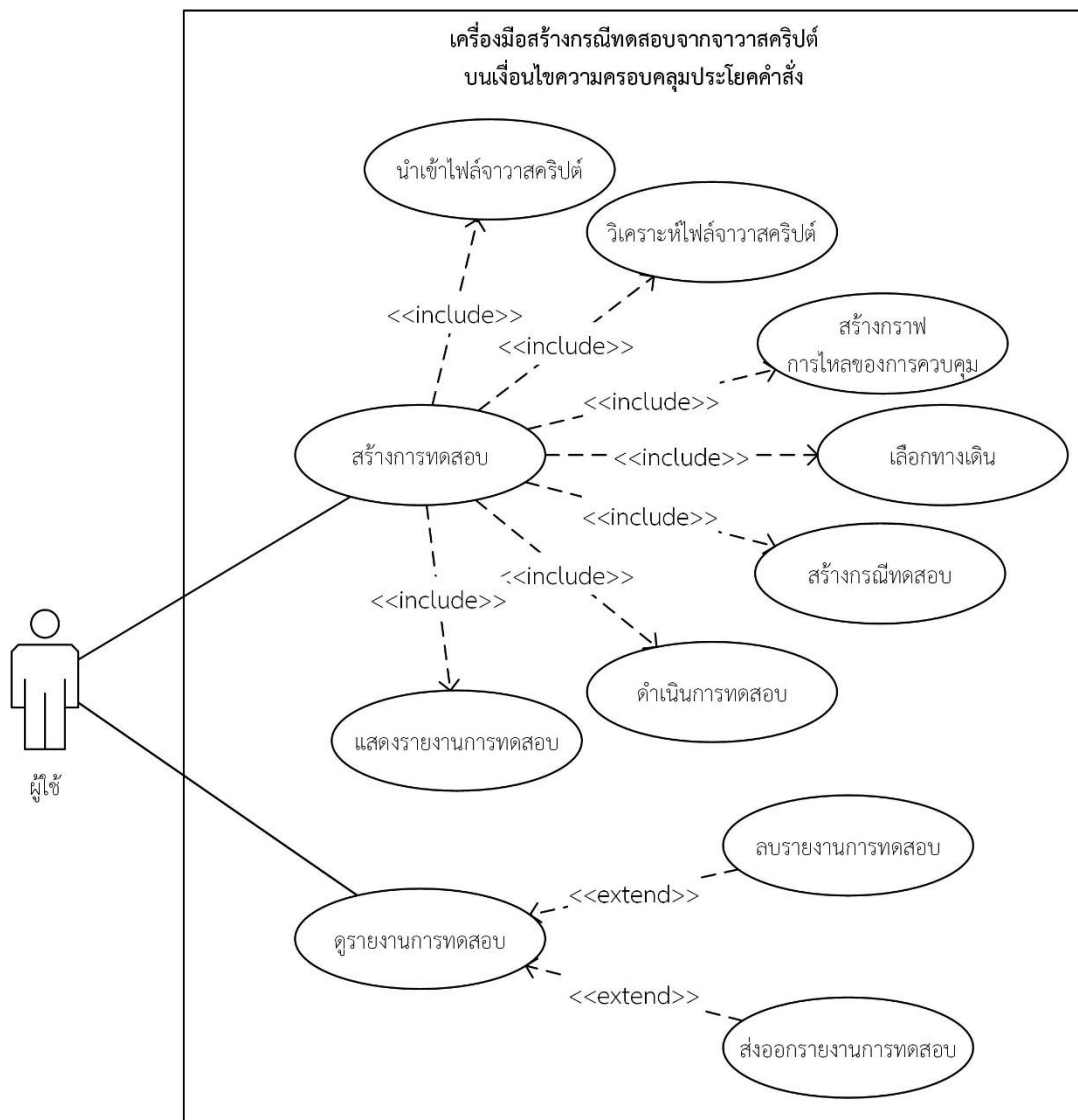 เครื่องมือสร้างกรณีทดสอบจากจาวาสคริปต์
บนเงื่อนไขความครอบคลุมประโยคคำสั่ง
นำเข้าไฟล์จาวาสคริปต์
วิเคราะห์ไฟล์จาวาสคริปต์
<<include>>
<<include>>
สร้างกราฟ
การไหลของการควบคุม
<<include>>
สร้างการทดสอบ
<<include>>
เลือกทางเดิน
<<include>>
สร้างกรณีทดสอบ
<<include>>
<<include>>
ดำเนินการทดสอบ
แสดงรายงานการทดสอบ
ผู้ใช้
ลบรายงานการทดสอบ
<<extend>>
ดูรายงานการทดสอบ
<<extend>>
ส่งออกรายงานการทดสอบ